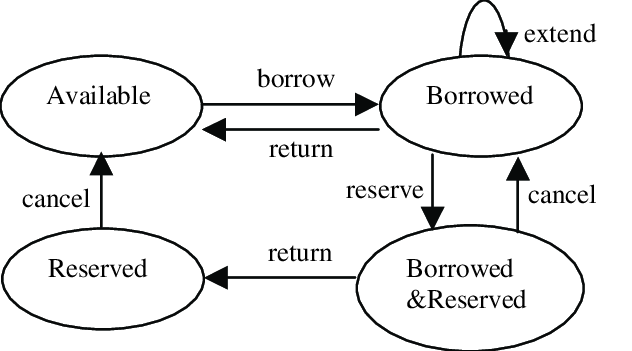 extend
Available
borrow
Borrowed
return
cancel
reserve
cancel
Reserved
return
Borrowed
&Reserved